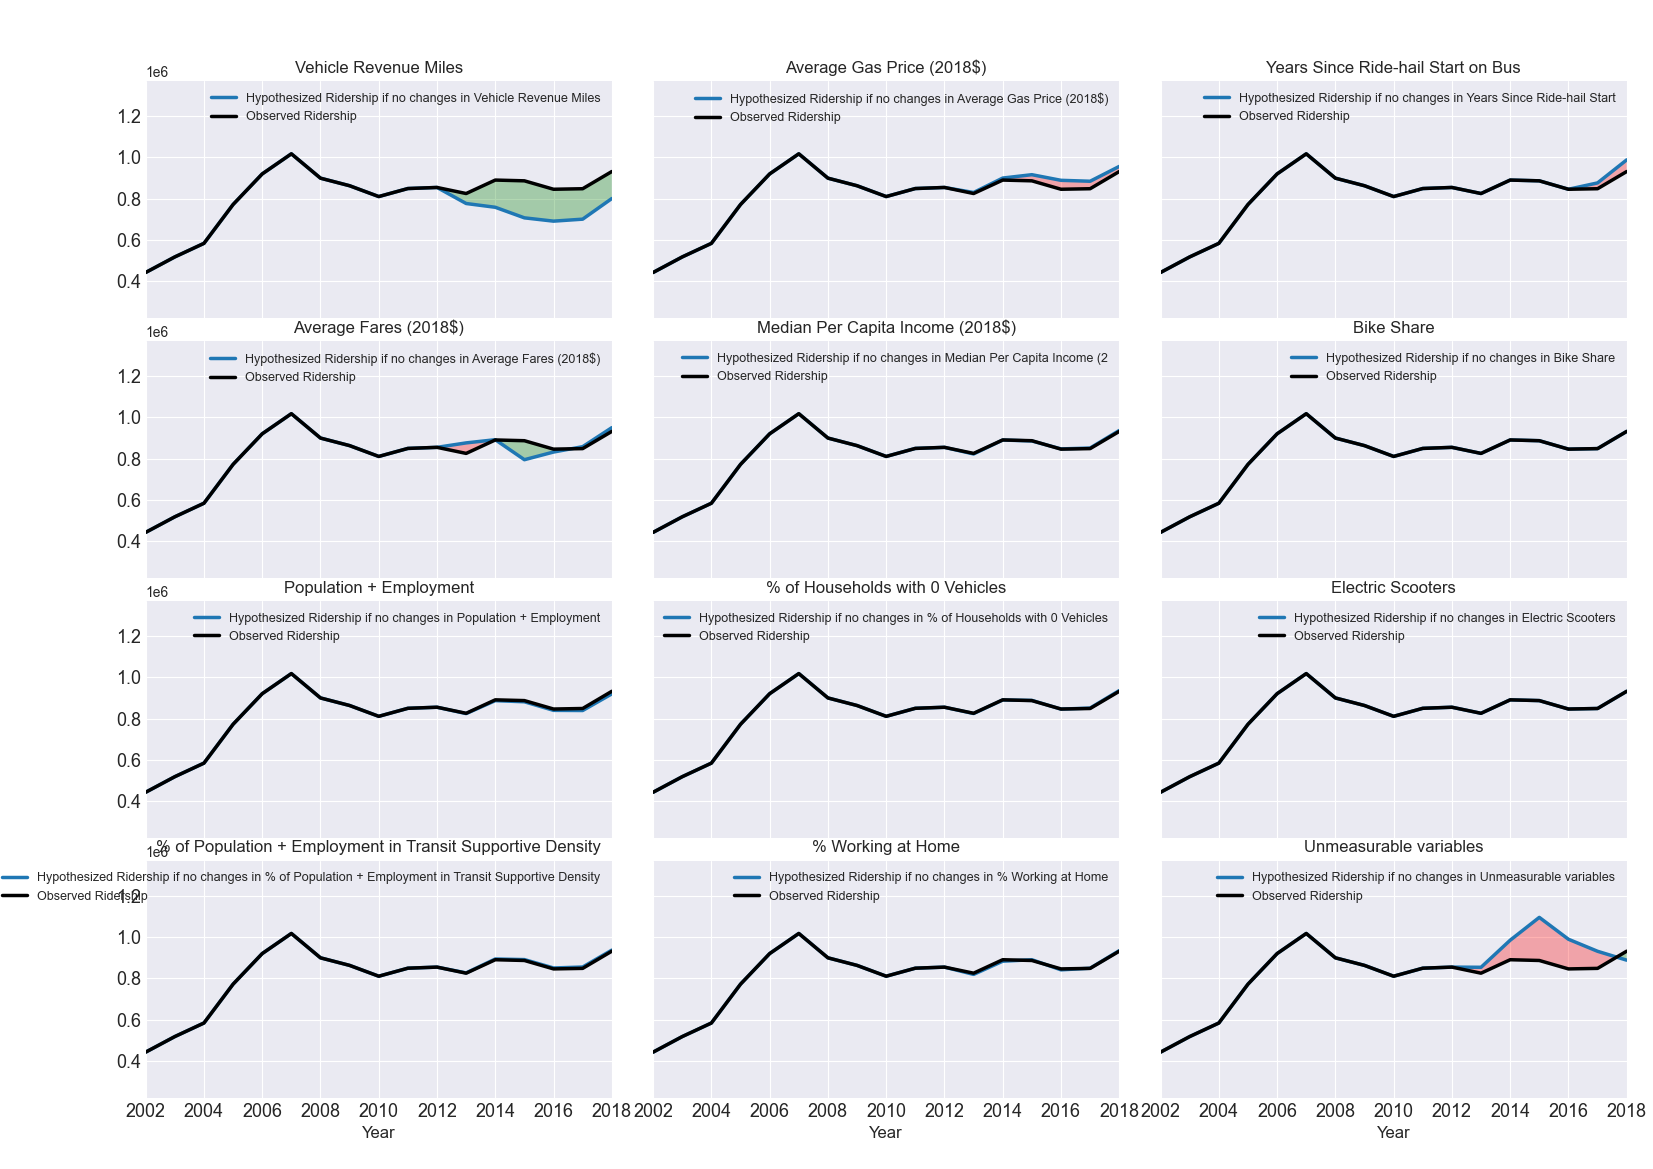 Vehicle Revenue Miles
1e6
Hypothesized Ridership if no changes in Vehicle Revenue Miles
Observed Ridership
1.2
1.0
0.8
0.6
0.4
Average Gas Price (2018$)
Hypothesized Ridership if no changes in Average Gas Price (2018$)
Observed Ridership
Years Since Ride-hail Start on Bus
Hypothesized Ridership if no changes in Years Since Ride-hail Start
Observed Ridership
Average Fares (2018$)
1e6
Hypothesized Ridership if no changes in Average Fares (2018$)
Observed Ridership
1.2
1.0
0.8
0.6
0.4
Median Per Capita Income (2018$)
Hypothesized Ridership if no changes in Median Per Capita Income (2
Observed Ridership
Bike Share
Hypothesized Ridership if no changes in Bike Share
Observed Ridership
Population + Employment
1e6
Hypothesized Ridership if no changes in Population + Employment
Observed Ridership
1.2
1.0
0.8
0.6
0.4
% of Households with 0 Vehicles
Hypothesized Ridership if no changes in % of Households with 0 Vehicles
Observed Ridership
Electric Scooters
Hypothesized Ridership if no changes in Electric Scooters
Observed Ridership
% of Population + Employment in Transit Supportive Density
1e6
Hypothesized Ridership if no changes in % of Population + Employment in Transit Supportive Density
Observed Ridership
1.2
1.0
0.8
0.6
0.4
2002 2004 2006 2008 2010 2012 2014 2016 2018
Year
% Working at Home
Hypothesized Ridership if no changes in % Working at Home
Observed Ridership
2002 2004 2006 2008 2010 2012 2014 2016 2018
Year
Unmeasurable variables
Hypothesized Ridership if no changes in Unmeasurable variables
Observed Ridership
2002 2004 2006 2008 2010 2012 2014 2016 2018
Year